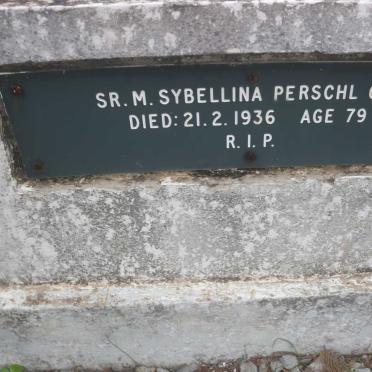 SR. M. SYBELLINA PERSCHL
DIED: 21.2.1936 AGE 79
R.I.P.